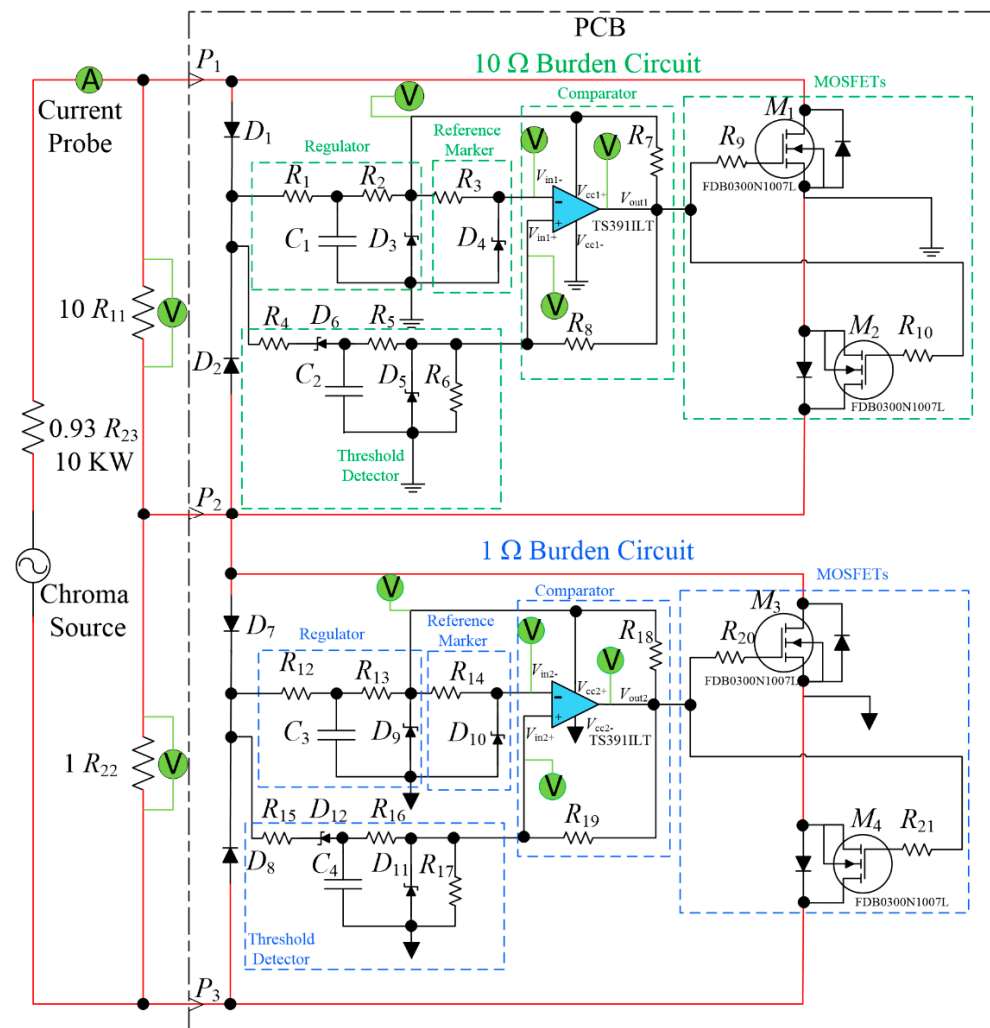 PCB
P1
10 Ω Burden Circuit
MOSFETs
A
Current
Probe
V
Comparator
M1
D1
Regulator
Reference
Marker
V
V
R7
R9
FDB0300N1007L
R1
R2
R3
Vin1-
Vcc1+
Vout1
TS391ILT
C1
D3
D4
Vin1+
Vcc1-
V
10 R11
V
R4
D6
R5
R8
M2
R10
D2
C2
D5
R6
FDB0300N1007L
0.93 R23
10 KW
Threshold
Detector
P2
1 Ω Burden Circuit
MOSFETs
Chroma
Source
V
Comparator
M3
D7
Regulator
Reference
Marker
V
V
R18
R20
FDB0300N1007L
R12
R13
R14
Vin2-
Vcc2+
Vout2
C3
D9
D10
Vin2+
Vcc2-
TS391ILT
1 R22
V
V
R15
D12
R16
R19
M4
R21
D8
C4
D11
R17
FDB0300N1007L
Threshold
Detector
P3